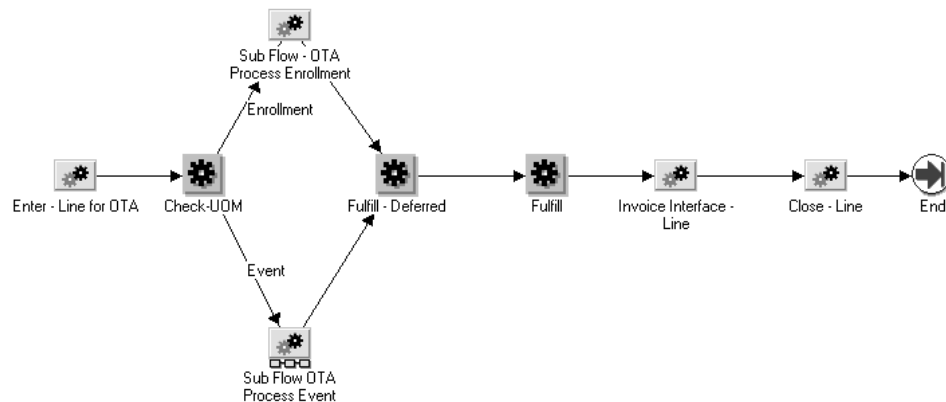 Sub Flow - OTA
Process Enrollment
Enrollment
Enter - Line for OTA
Check-UOM
Fulfill - Deferred
Fulfill
Invoice Interface -
Line
Close - Line
End
Event
Sub Flow OTA
Process Event